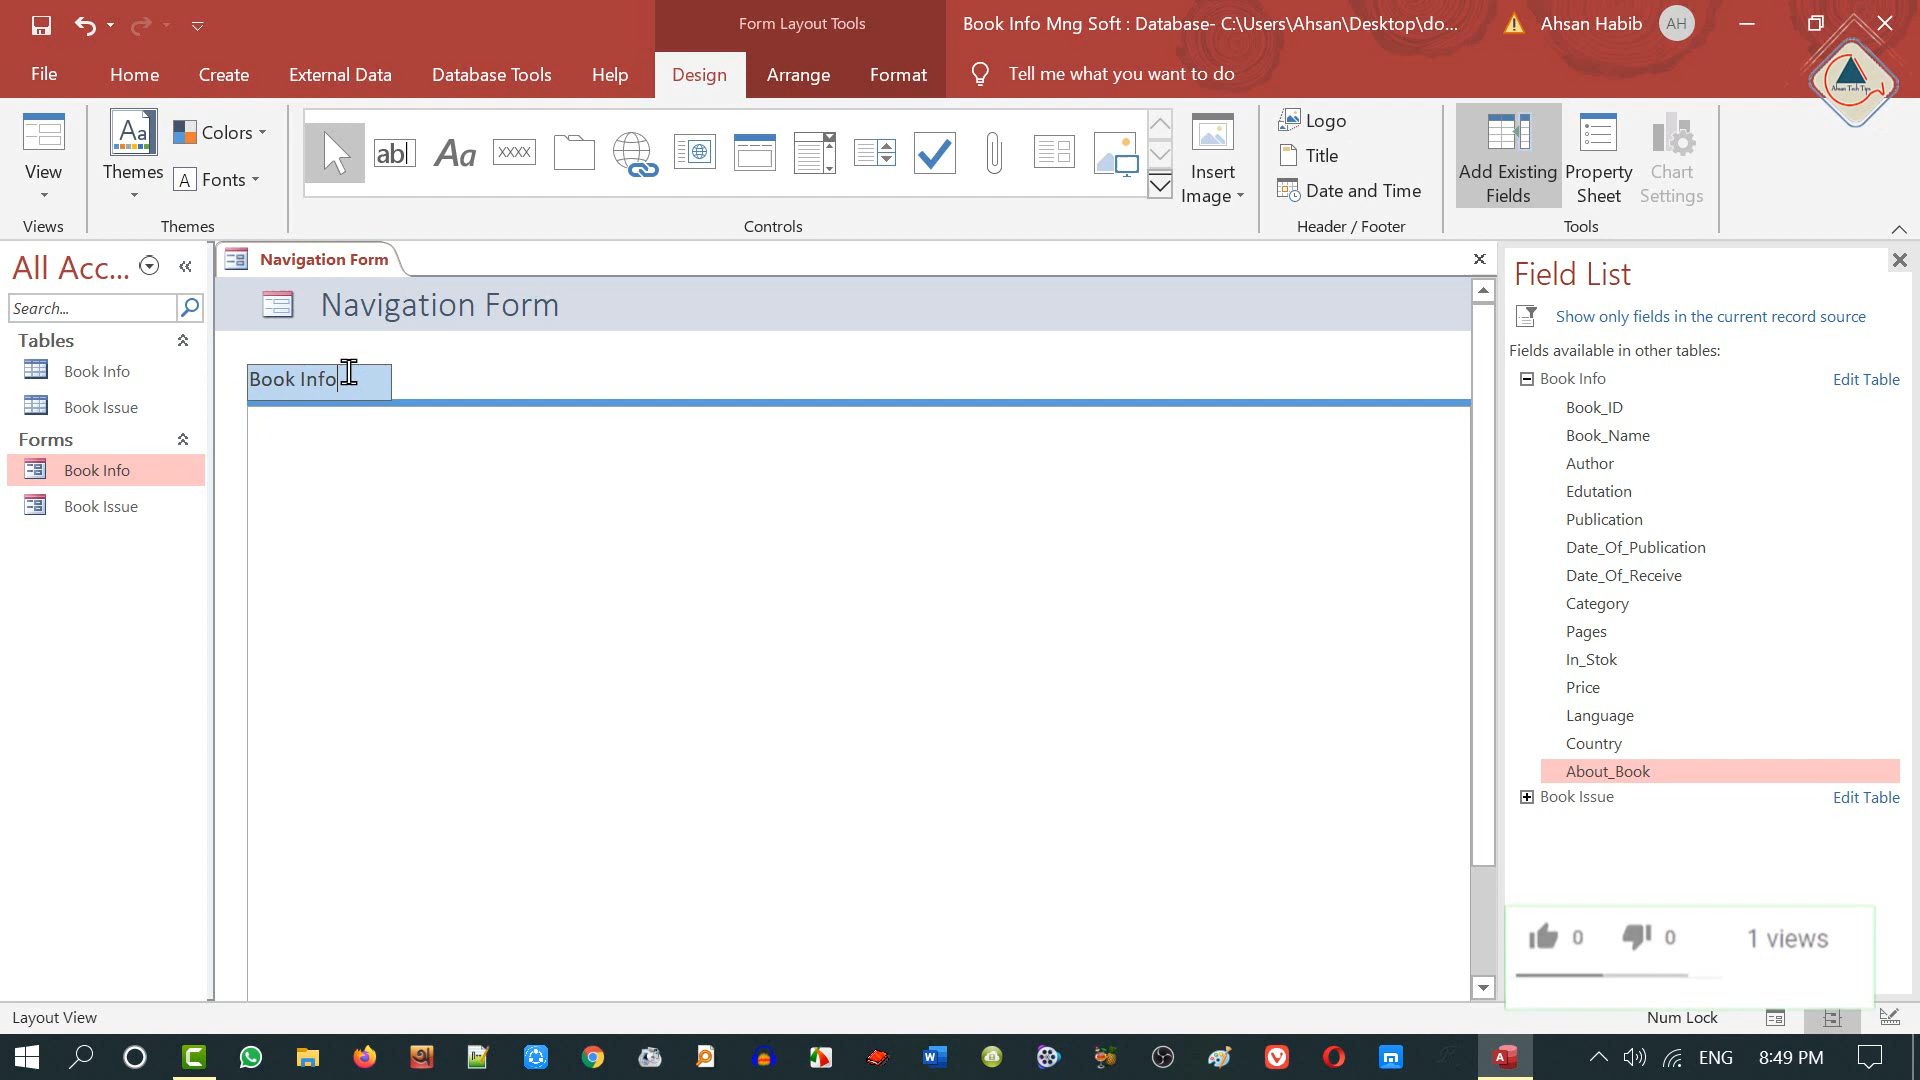 Form Layout Tools
Book Info Mng Soft : Database- C:\Users\Ahsan\Desktop\do...
Ahsan Habib
AH
File
Home
Create
External Data
Database Tools
Help
Design
Arrange
Format
Tell me what you want to do
Ahsan Tech Tips
View
Themes
Aa
Colors
A
Fonts
ab
Aa
XXXX
Insert
Image
Logo
Title
Date and Time
Add Existing
Fields
Property
Sheet
Chart
Settings
Views
Themes
Controls
Header / Footer
Tools
All Acc...
Search...
Tables
Book Info
Book Issue
Forms
Book Info
Book Issue
Navigation Form
Navigation Form
Book Info
Field List
Show only fields in the current record source
Fields available in other tables:
Book Info
Edit Table
Book_ID
Book_Name
Author
Edutation
Publication
Date_Of_Publication
Date_Of_Receive
Category
Pages
In_Stok
Price
Language
Country
About_Book
Book Issue
Edit Table
0
0
1 views
Layout View
Num Lock
ENG
8:49 PM